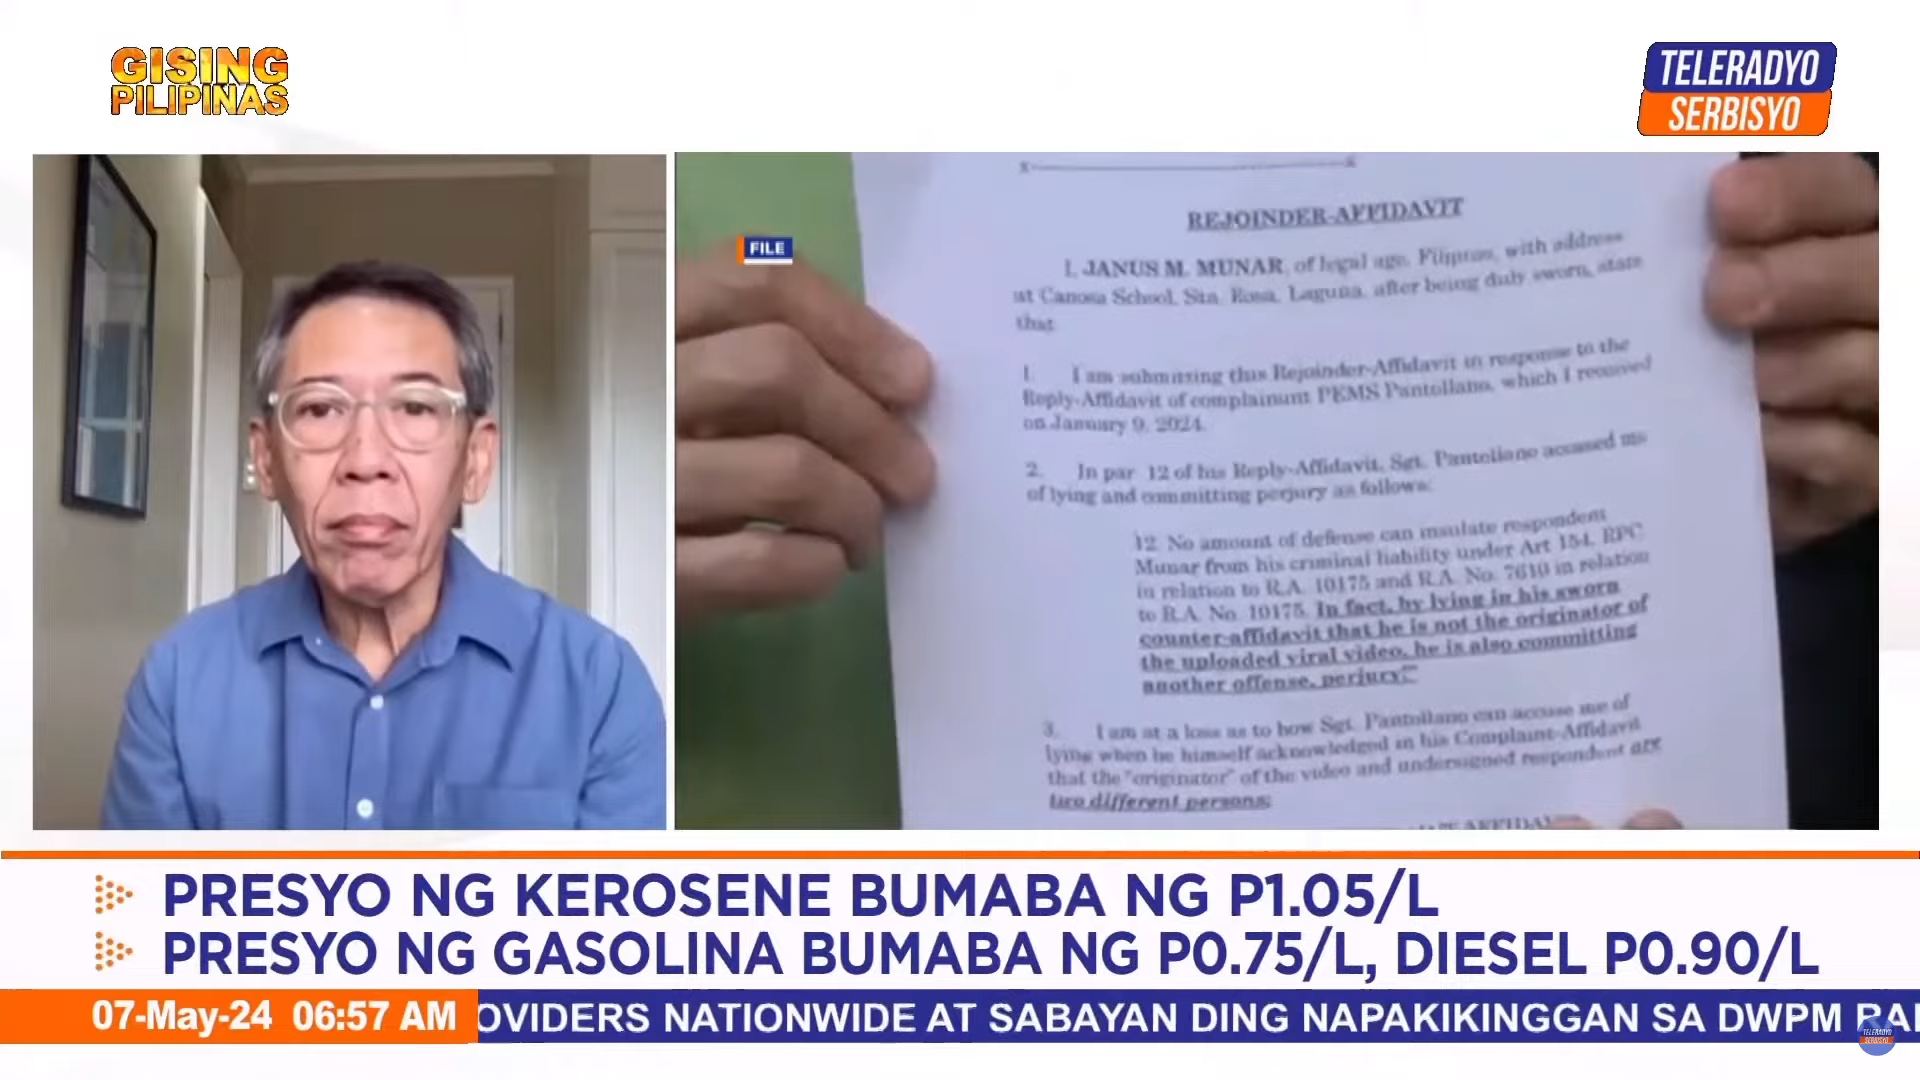 GISING
PILIPINAS
TELERADYO
SERBISYO
FILE
REJOINDER-AFFIDAVIT
I, JANUS M. MUNAR, of legal age, Filipino, with address
at Canosa School, Sta. Rosa, Laguna, after being duly sworn, state
that
1. I am submitting this Rejoinder-Affidavit in response to the
Reply-Affidavit of complainant PEMS Pantollano, which I received
on January 9, 2024.
2. In par 12 of his Reply-Affidavit, Sgt. Pantollano accused me
of lying and committing perjury as follows:
12. No amount of defense can insulate respondent
Munar from his criminal liability under Art 154, RPC
in relation to R.A. 10175 and R.A. No. 7610 in relation
to R.A. No. 10175. In fact, by lying in his sworn
counter-affidavit that he is not the originator of
the uploaded viral video, he is also committing
another offense, perjury."
3. I am at a loss as to how Sgt. Pantollano can accuse me of
lying when he himself acknowledged in his Complaint-Affidavit
that the "originator" of the video and undersigned respondent are
two different persons:
PRESYO NG KEROSENE BUMABA NG P1.05/L
PRESYO NG GASOLINA BUMABA NG P0.75/L, DIESEL P0.90/L
07-May-24 06:57 AM OVIDERS NATIONWIDE AT SABAYAN DING NAPAKIKINGGAN SA DWPM RA
TELERADYO
SERBISYO